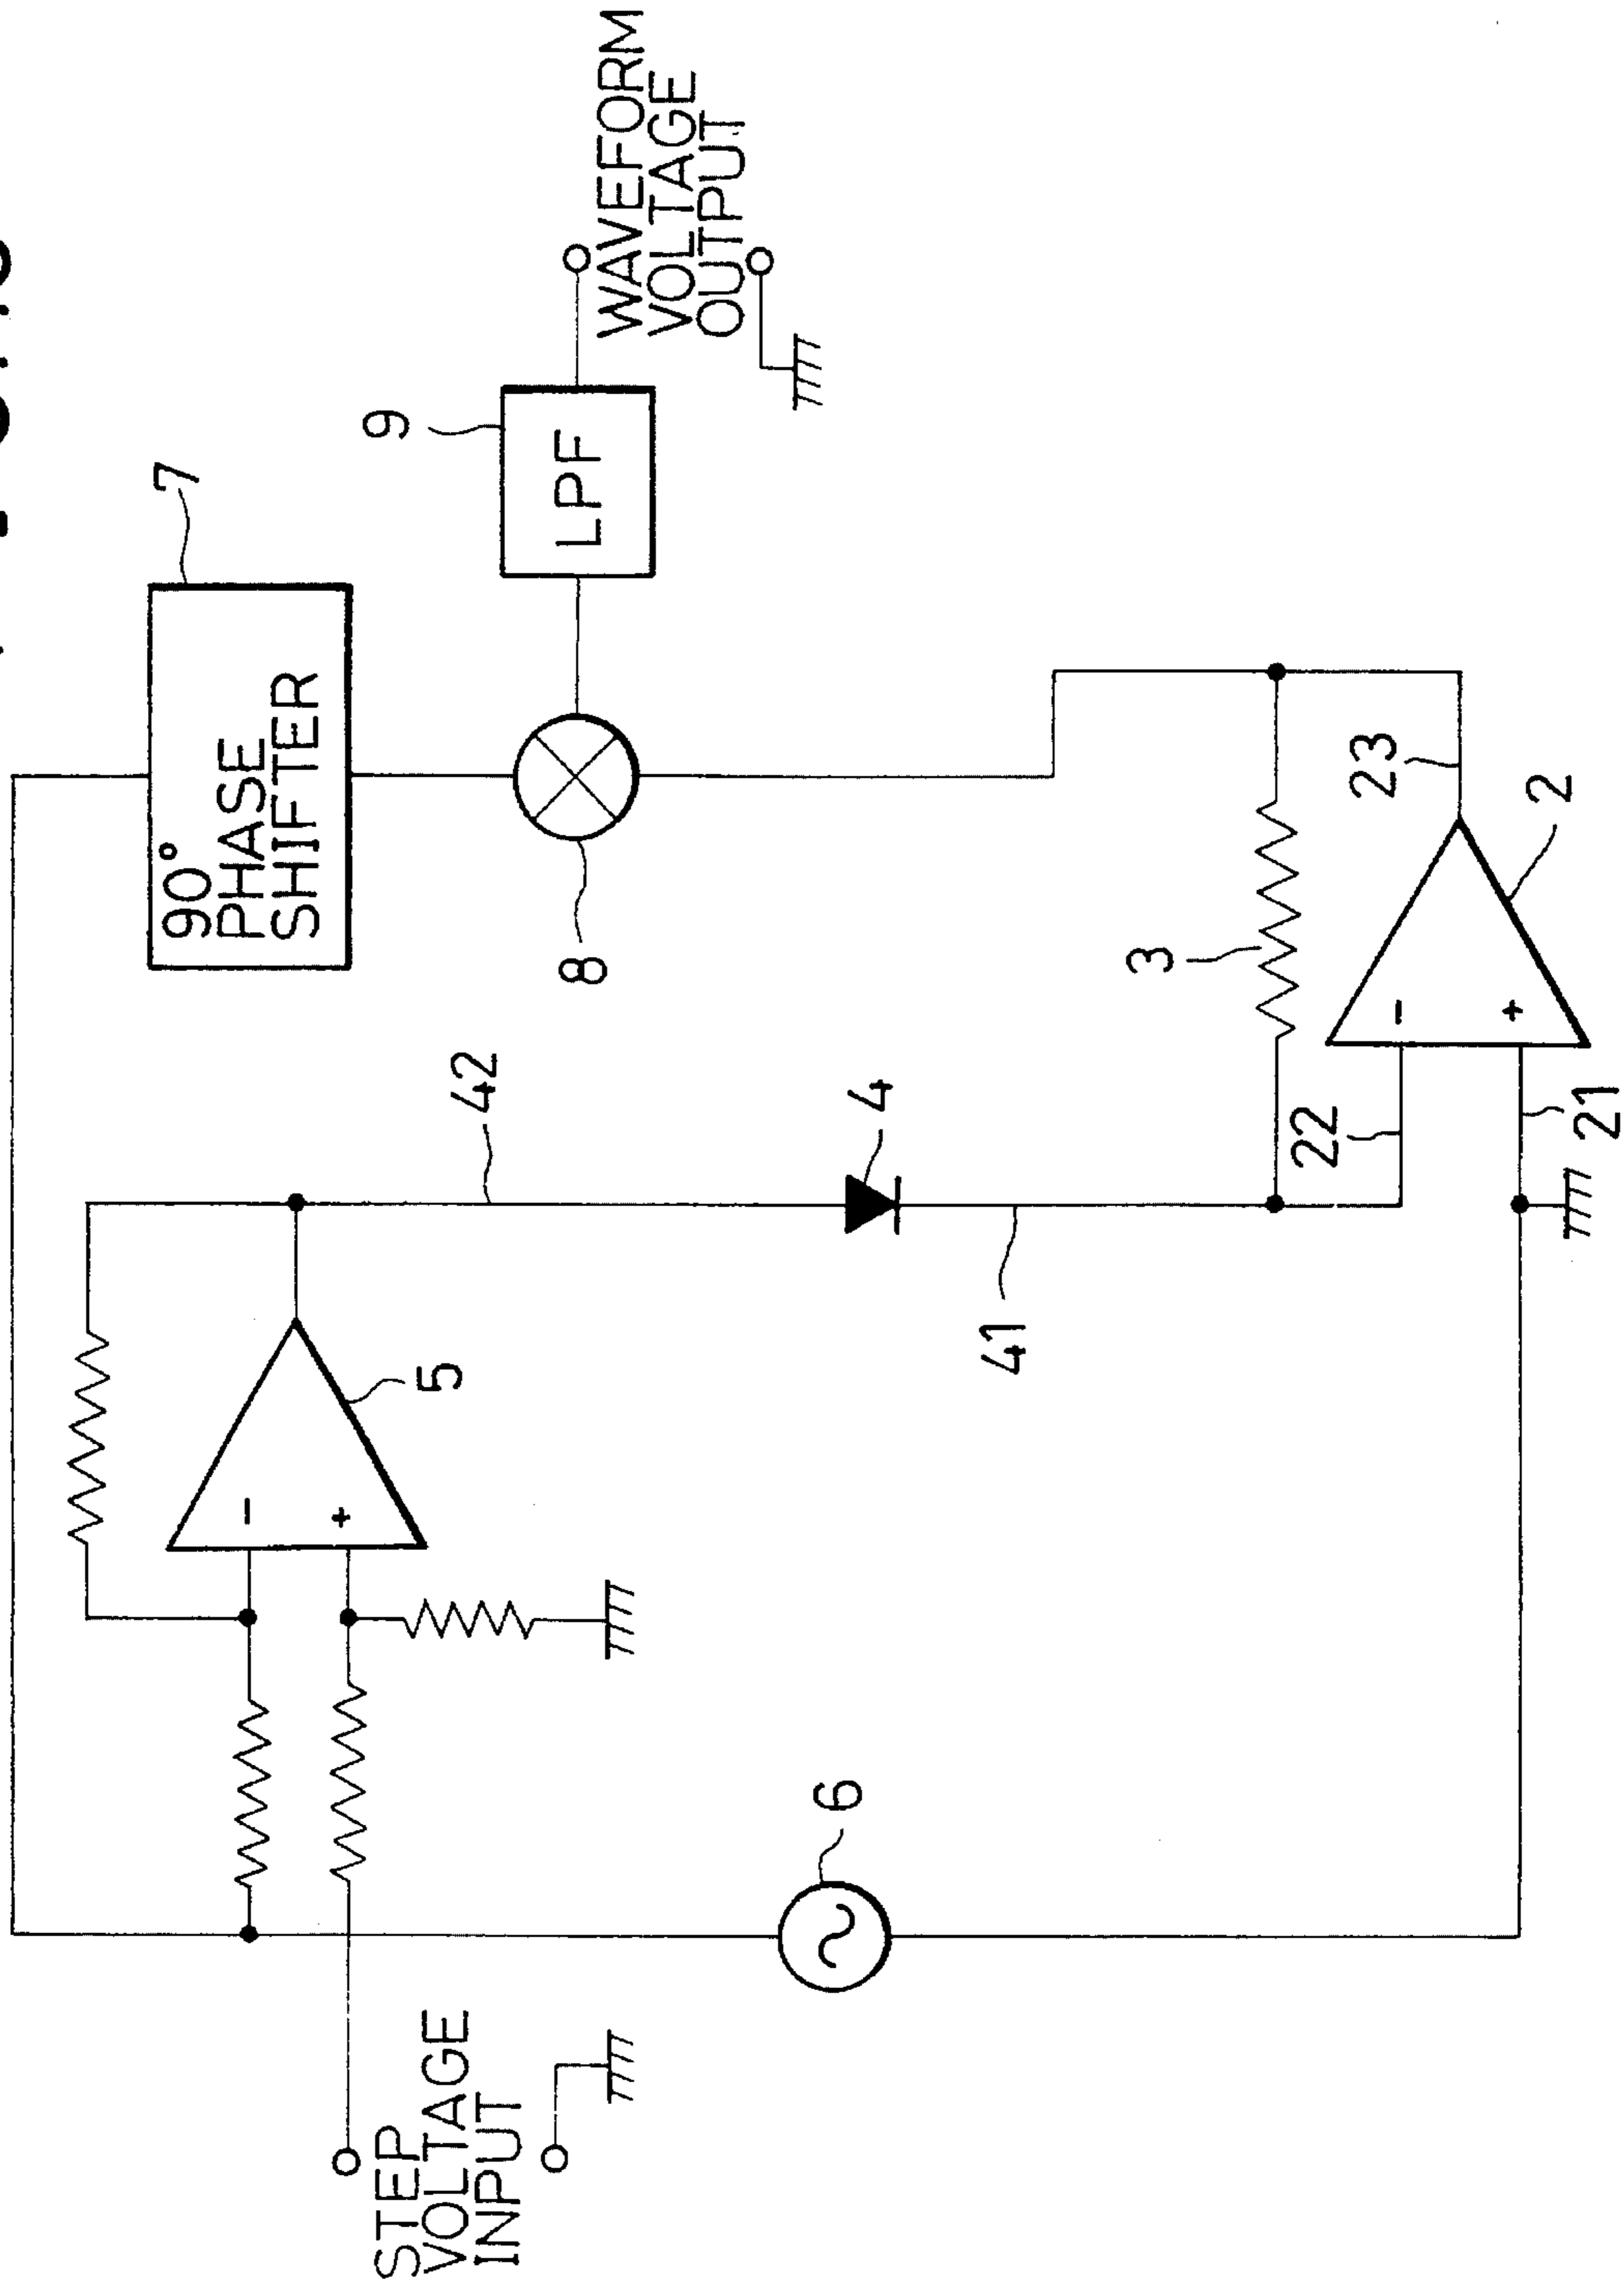 7
90°
PHASE
SHIFTER
9
LPF
WAVEFORM
VOLTAGE
OUTPUT
8
42
5
4
41
3
23
2
22
21
-
+
-
+
6
STEP
VOLTAGE
INPUT